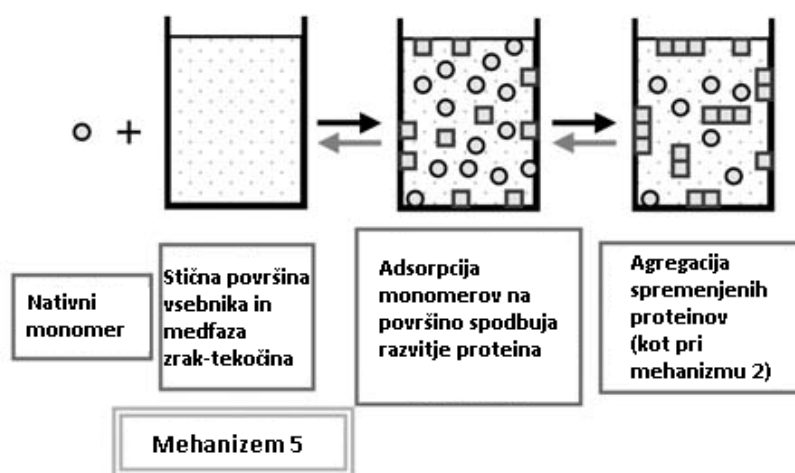 +
Nativni
monomer
Stična površina
vsebnika in
medfaza
zrak-tekočina
Adsorpcija
monomerov na
površino spodbuja
razvitje proteina
Agregacija
spremenjenih
proteinov
(kot pri
mehanizmu 2)
Mehanizem 5